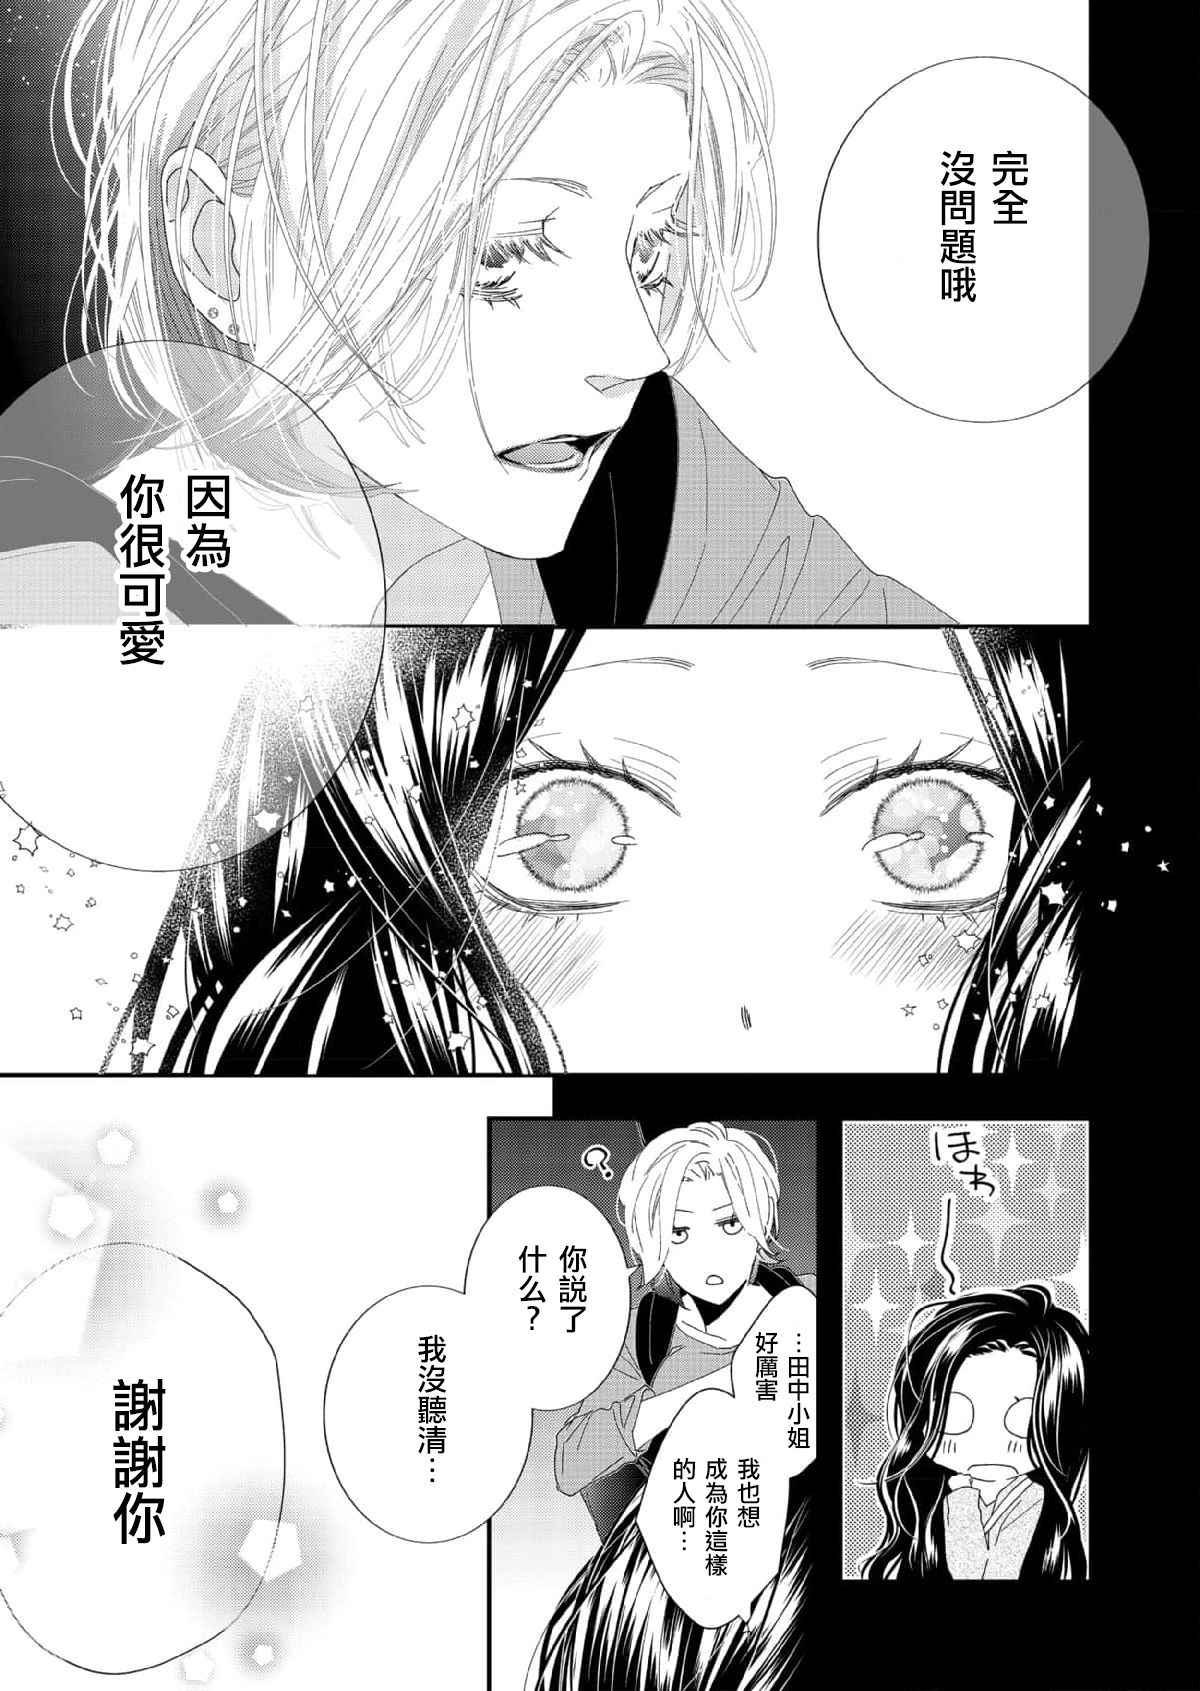 完全
沒問題哦
因為
你很可愛
ほわ〜
…田中小姐
好厲害
我也想
成為你這樣
的人啊…
?
你説了
什么?
我沒聽清…
謝謝你